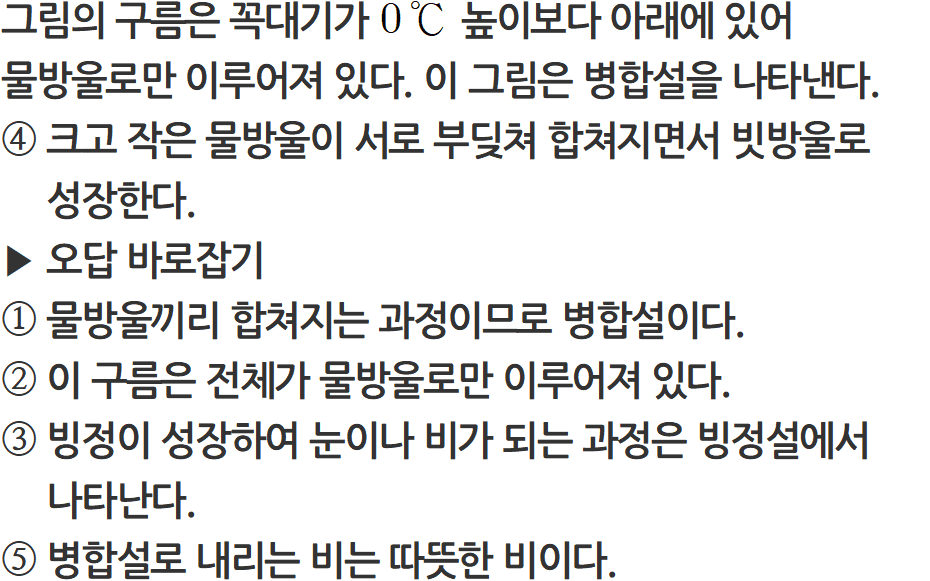 그림의 구름은 꼭대기가 0℃ 높이보다 아래에 있어
물방울로만 이루어져 있다. 이 그림은 병합설을 나타낸다.
④ 크고 작은 물방울이 서로 부딪쳐 합쳐지면서 빗방울로
성장한다.
▶ 오답 바로잡기
① 물방울끼리 합쳐지는 과정이므로 병합설이다.
② 이 구름은 전체가 물방울로만 이루어져 있다.
③ 빙정이 성장하여 눈이나 비가 되는 과정은 빙정설에서
나타난다.
⑤ 병합설로 내리는 비는 따뜻한 비이다.